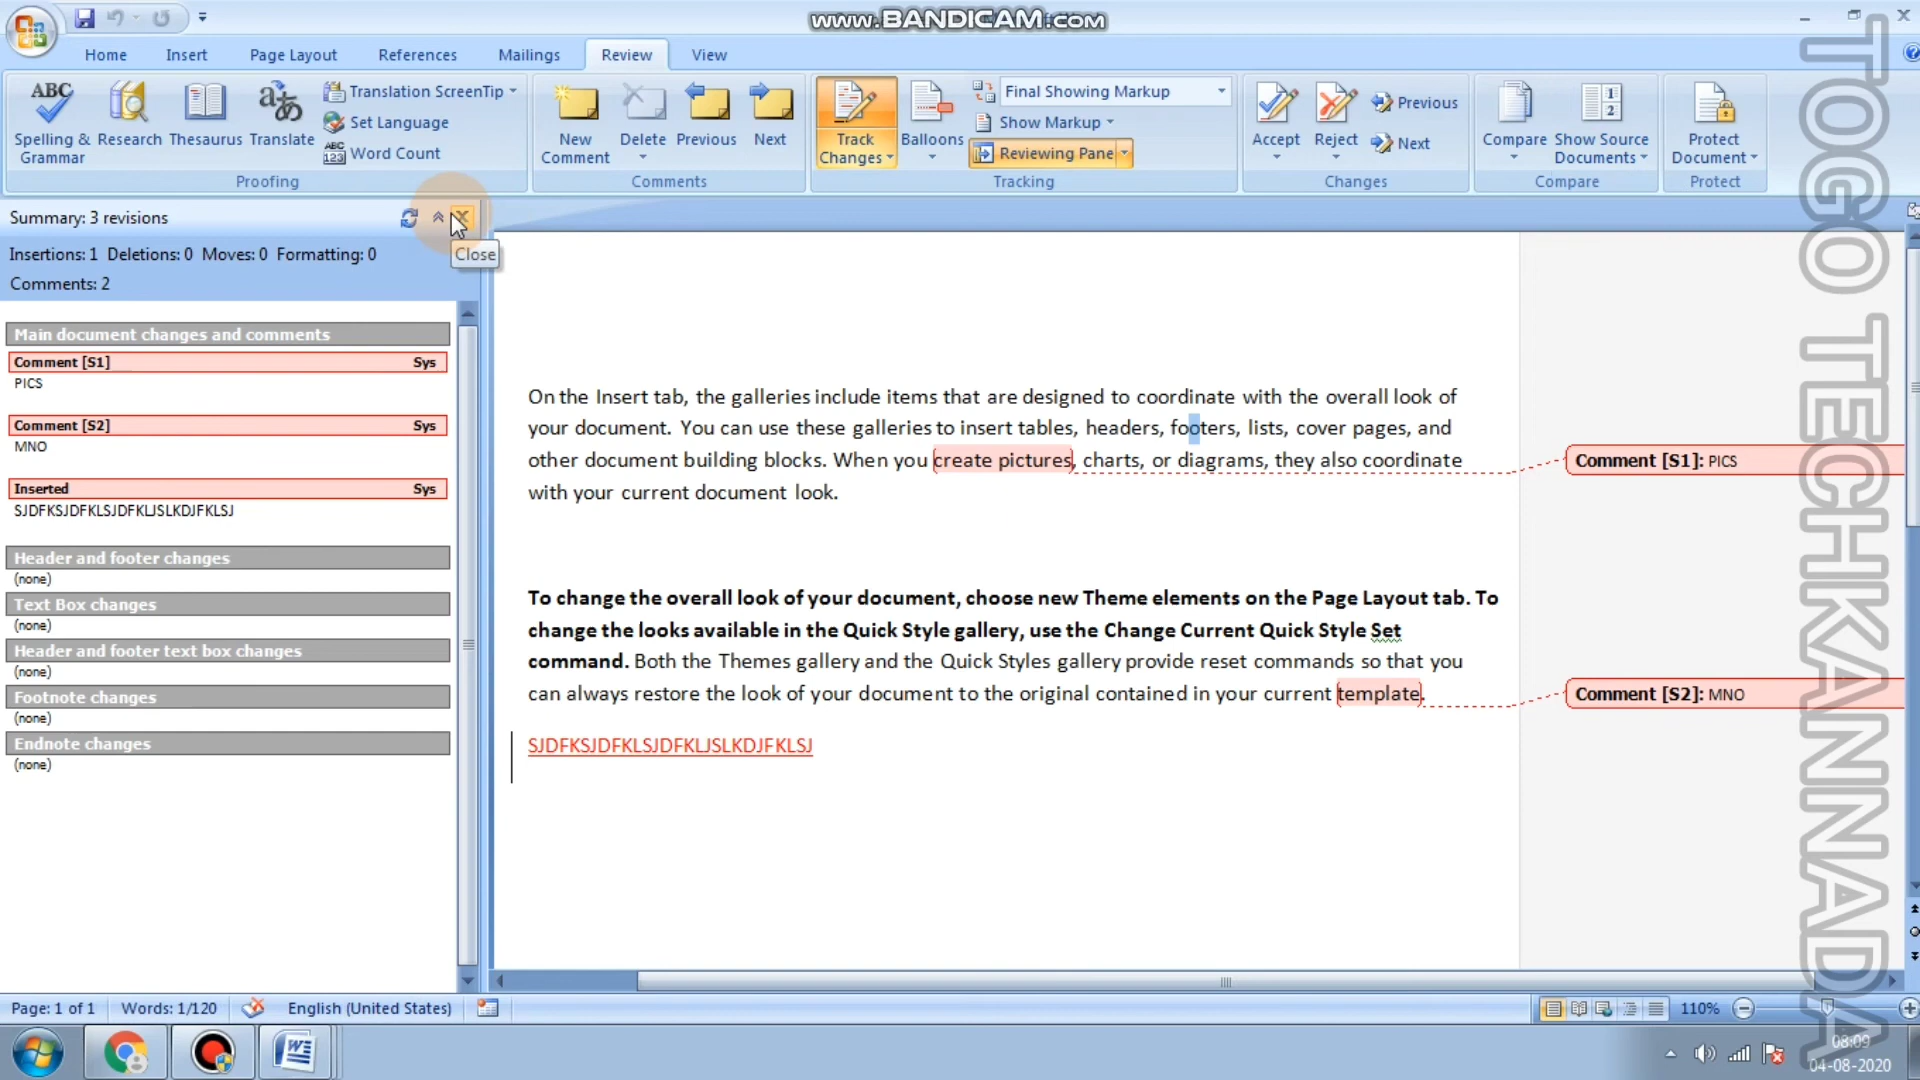 www.BANDICAM.com
Home Insert Page Layout References Mailings Review View
ABC
Spelling & Grammar
Research
Thesaurus
Translate
Translation ScreenTip
Set Language
ABC
123
Word Count
Proofing
New Comment
Delete
Previous
Next
Comments
Track Changes
Balloons
Final Showing Markup
Show Markup
Reviewing Pane
Tracking
Accept
Reject
Previous
Next
Changes
Compare
Show Source Documents
Compare
Protect Document
Protect
Summary: 3 revisions
Close
Insertions: 1 Deletions: 0 Moves: 0 Formatting: 0
Comments: 2
Main document changes and comments
Comment [S1] Sys
PICS
Comment [S2] Sys
MNO
Inserted Sys
SJDFKSJDFKLSJDFKLJSLKDJFKLSJ
Header and footer changes
(none)
Text Box changes
(none)
Header and footer text box changes
(none)
Footnote changes
(none)
Endnote changes
(none)
On the Insert tab, the galleries include items that are designed to coordinate with the overall look of
your document. You can use these galleries to insert tables, headers, footers, lists, cover pages, and
other document building blocks. When you create pictures, charts, or diagrams, they also coordinate
with your current document look.
Comment [S1]: PICS
To change the overall look of your document, choose new Theme elements on the Page Layout tab. To
change the looks available in the Quick Style gallery, use the Change Current Quick Style Set
command. Both the Themes gallery and the Quick Styles gallery provide reset commands so that you
can always restore the look of your document to the original contained in your current template.
Comment [S2]: MNO
SJDFKSJDFKLSJDFKLJSLKDJFKLSJ
TOGO TECHKANNADA
Page: 1 of 1 Words: 1/120 English (United States) 110%
08:09
04-08-2020